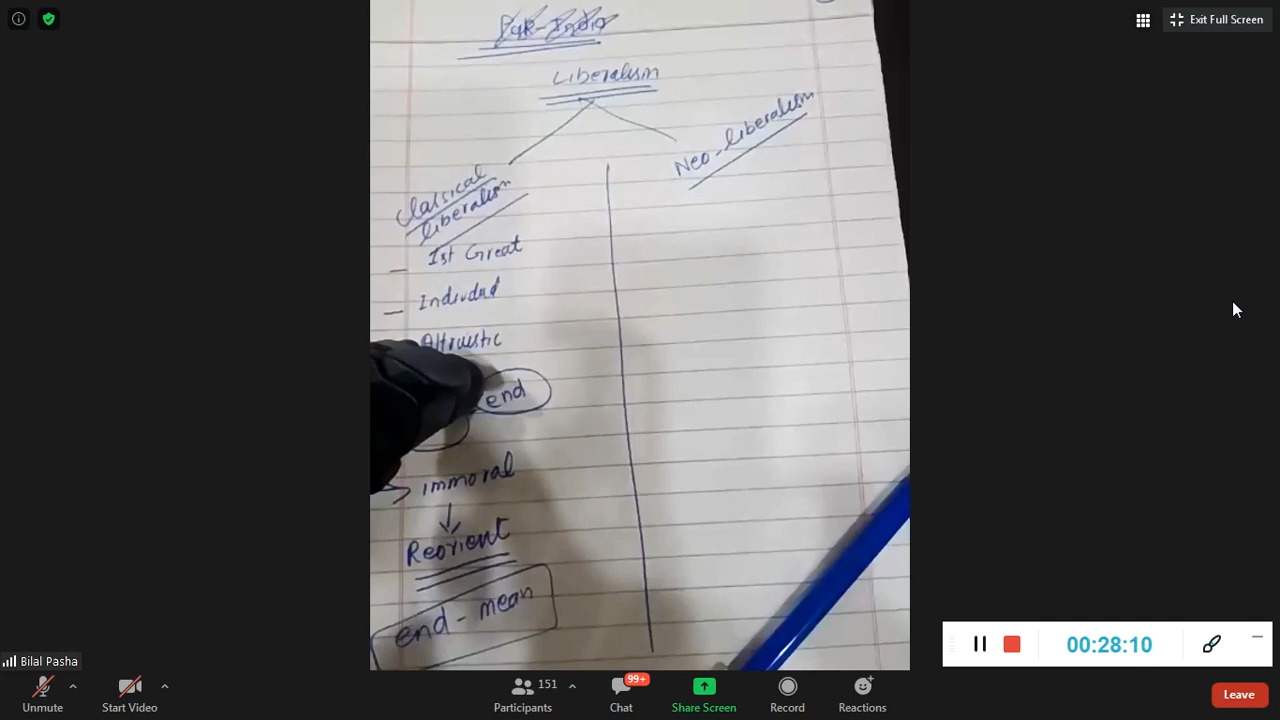 Exit Full Screen
Pak-India
Liberalism
Classical
liberalism
Neo-liberalism
- 1st Great
- Individual
Altruistic
end
immoral
Reorient
end - mean
00:28:10
Bilal Pasha
Unmute
Start Video
151
Participants
99+
Chat
Share Screen
Record
Reactions
Leave